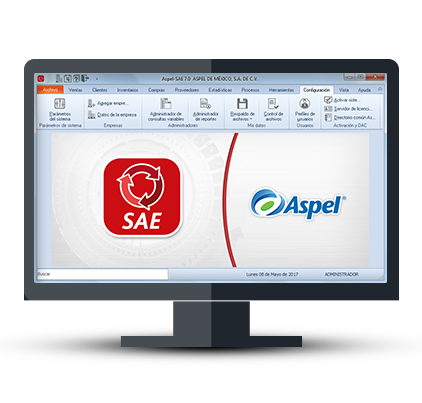 Aspel-SAE 7.0 ASPEL DE MÉXICO, S.A. DE C.V.
Archivo Ventas Clientes Inventarios Compras Proveedores Estadísticas Procesos Herramientas Configuración Vista Ayuda
Parámetros del sistema
Agregar empre...
Datos de la empresa
Administrador de consultas variables
Administrador de reportes
Respaldo de archivos
Control de archivos
Perfiles de usuarios
Activar siste...
Servidor de licenci...
Directorio común As...
Parámetros de sistema Empresas Administradores Mis datos Usuarios Activación y DAC
SAE
Aspel
Buscar
Lunes 08 de Mayo de 2017
ADMINISTRADOR